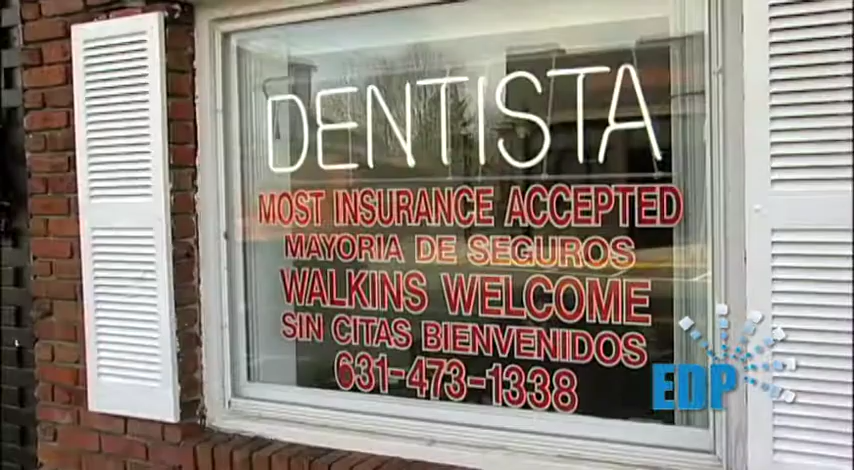 DENTISTA
MOST INSURANCE ACCEPTED
MAYORIA DE SEGUROS
WALKINS WELCOME
SIN CITAS BIENVENIDOS
631-473-1338
EDP